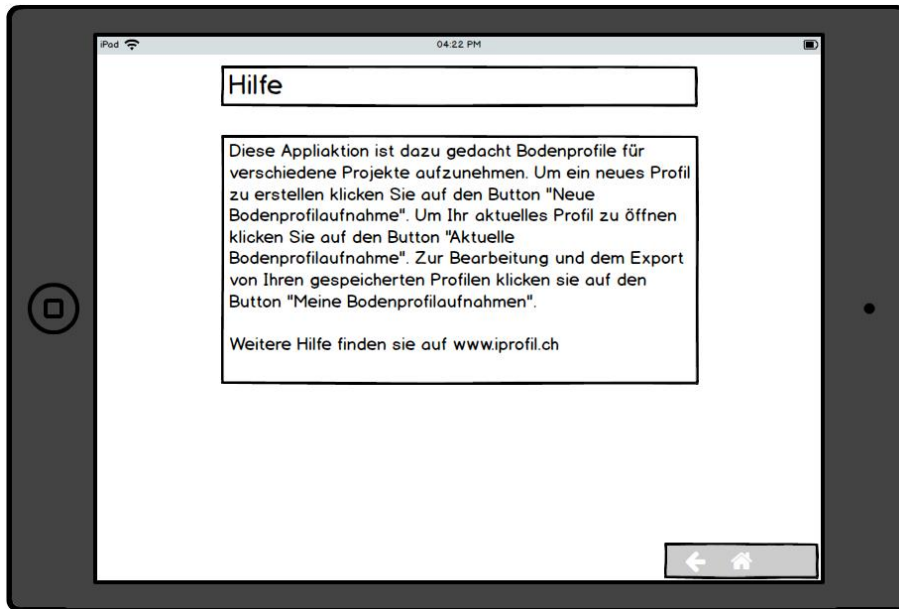 iPad
04:22 PM
Hilfe
Diese Appliaktion ist dazu gedacht Bodenprofile für
verschiedene Projekte aufzunehmen. Um ein neues Profil
zu erstellen klicken Sie auf den Button "Neue
Bodenprofilaufnahme". Um Ihr aktuelles Profil zu öffnen
klicken Sie auf den Button "Aktuelle
Bodenprofilaufnahme". Zur Bearbeitung und dem Export
von Ihren gespeicherten Profilen klicken sie auf den
Button "Meine Bodenprofilaufnahmen".
Weitere Hilfe finden sie auf www.iprofil.ch